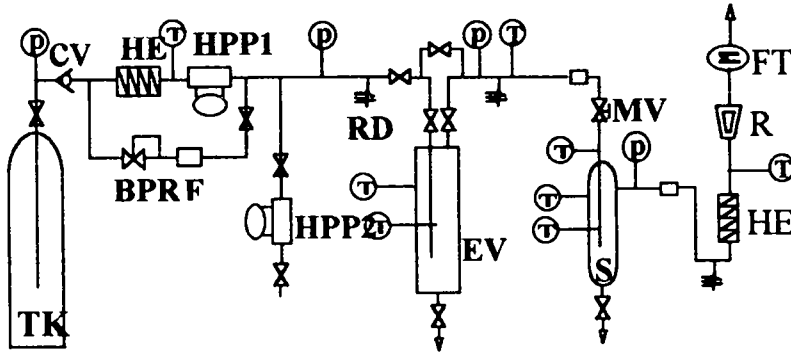 p CV HE T HPP1 p p T FT
RD MV R
BPR F T p T
T T
HPP2 T EV T S HE
TK